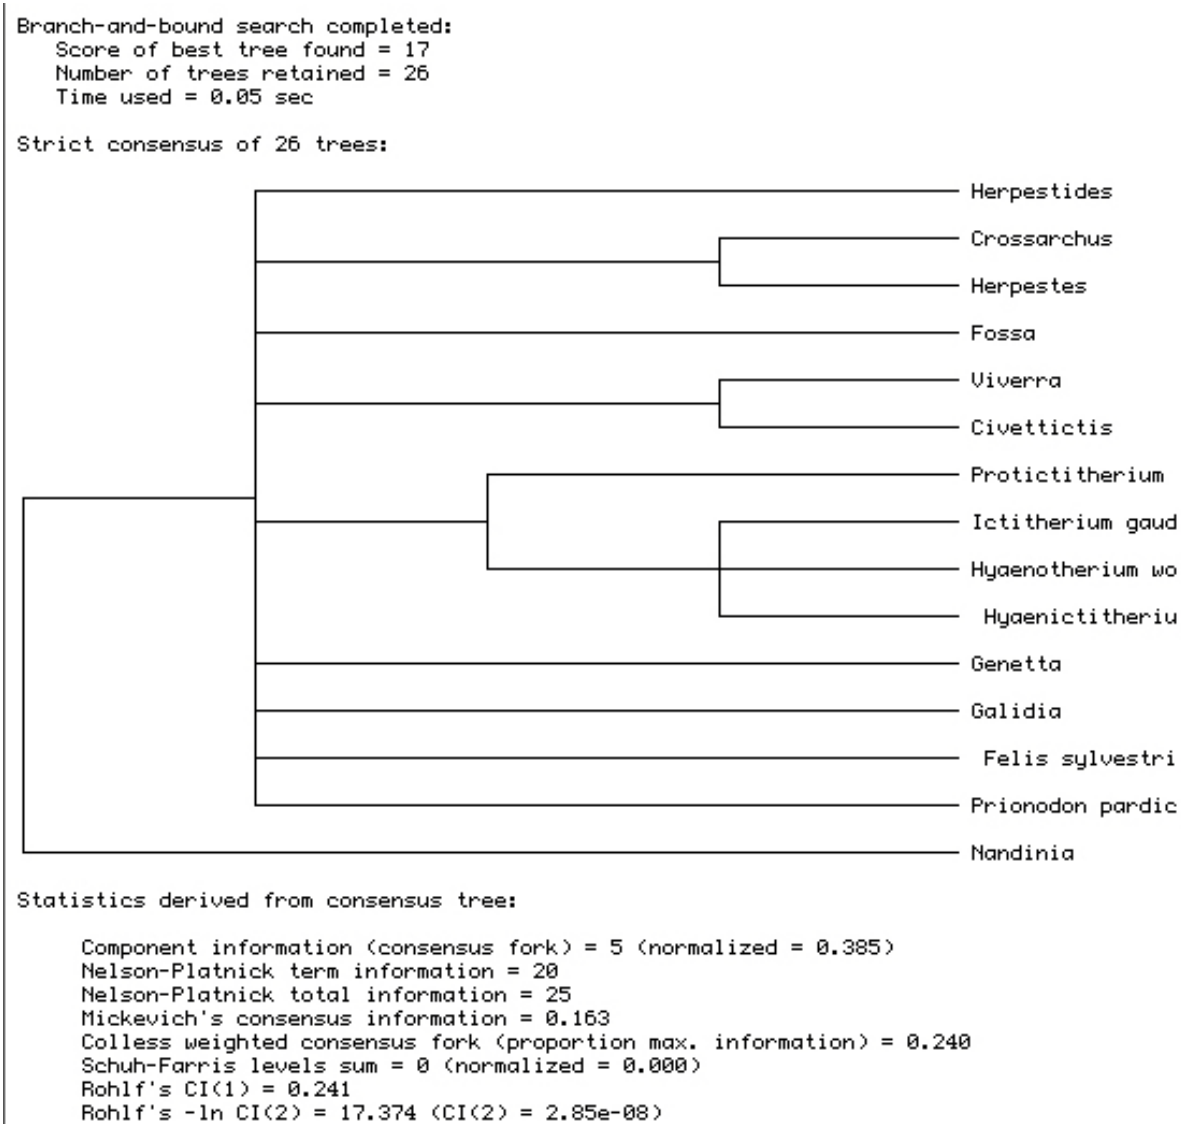 Branch-and-bound search completed:
Score of best tree found = 17
Number of trees retained = 26
Time used = 0.05 sec
Strict consensus of 26 trees:
Herpestides
Crossarchus
Herpestes
Fossa
Viverra
Civettictis
Protictitherium
Ictitherium gaud
Hyaenotherium wo
Hyaenictitheriu
Genetta
Galidia
Felis sylvestri
Prionodon pardic
Nandinia
Statistics derived from consensus tree:
Component information (consensus fork) = 5 (normalized = 0.385)
Nelson-Platnick term information = 20
Nelson-Platnick total information = 25
Mickevich's consensus information = 0.163
Colless weighted consensus fork (proportion max. information) = 0.240
Schuh-Farris levels sum = 0 (normalized = 0.000)
Rohlf's CI(1) = 0.241
Rohlf's -ln CI(2) = 17.374 (CI(2) = 2.85e-08)